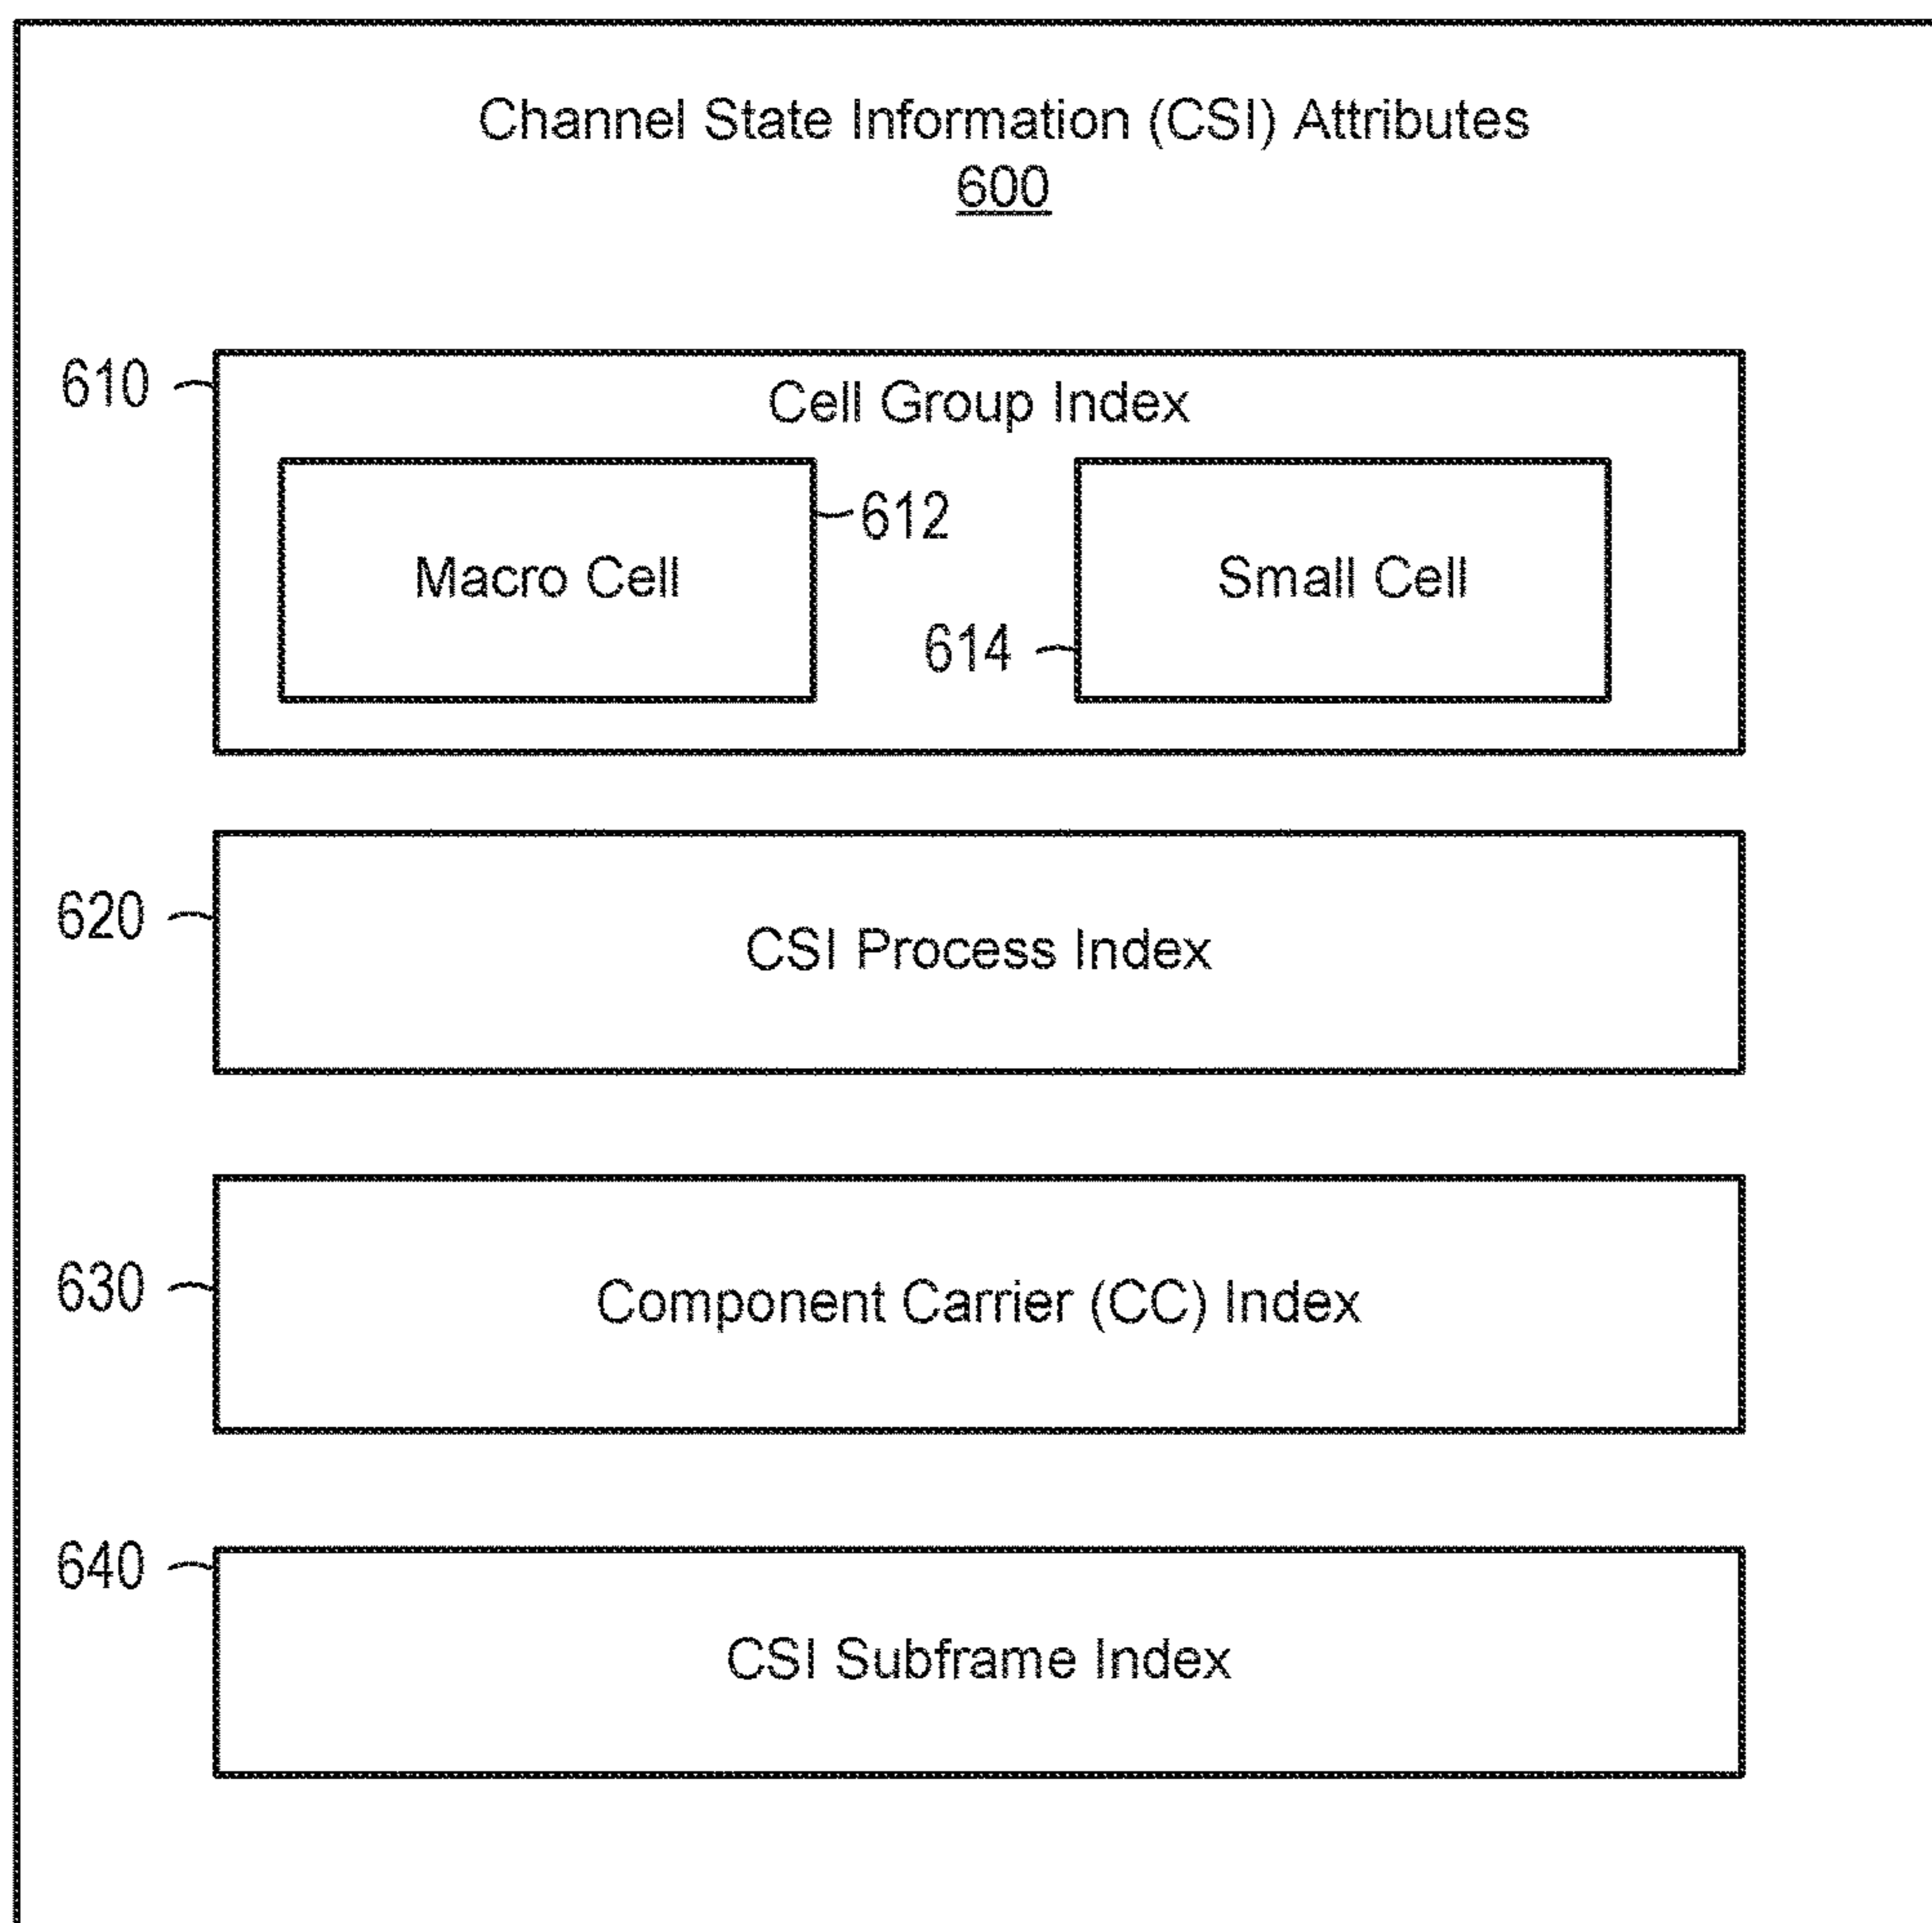 Channel State Information (CSI) Attributes
600
610
Cell Group Index
612
Macro Cell
Small Cell
614
620
CSI Process Index
630
Component Carrier (CC) Index
640
CSI Subframe Index